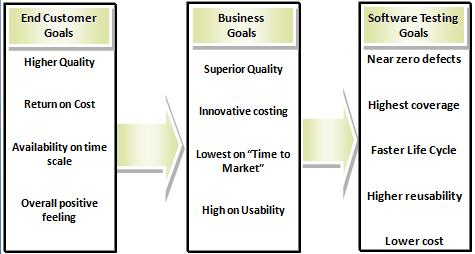 End Customer
Goals
Higher Quality
Return on Cost
Availability on time
scale
Overall positive
feeling
Business
Goals
Superior Quality
Innovative costing
Lowest on “Time to
Market”
High on Usability
Software Testing
Goals
Near zero defects
Highest coverage
Faster Life Cycle
Higher reusability
Lower cost